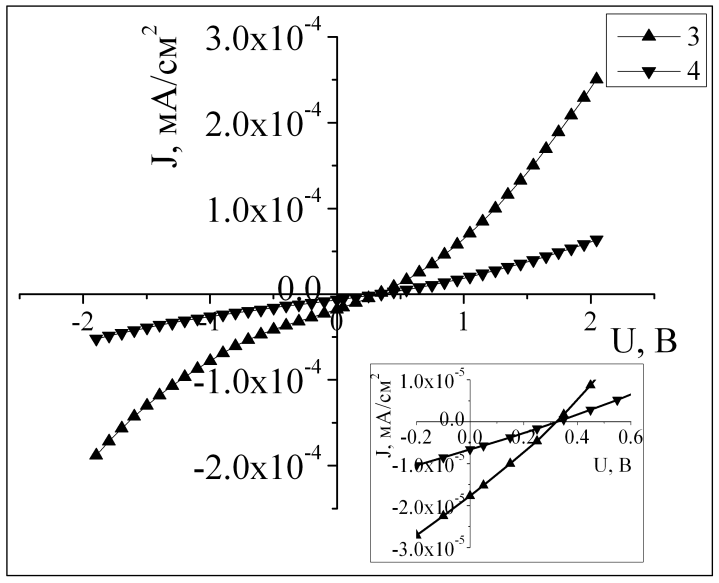 3.0x10⁻⁴
3
4
J, мА/см²
2.0x10⁻⁴
1.0x10⁻⁴
0.0
-2
-1
0
1
2
U, В
-1.0x10⁻⁴
-2.0x10⁻⁴
J, мА/см²
1.0x10⁻⁵
0.0
-0.2
0.0
0.2
0.4
0.6
-1.0x10⁻⁵
U, В
-2.0x10⁻⁵
-3.0x10⁻⁵